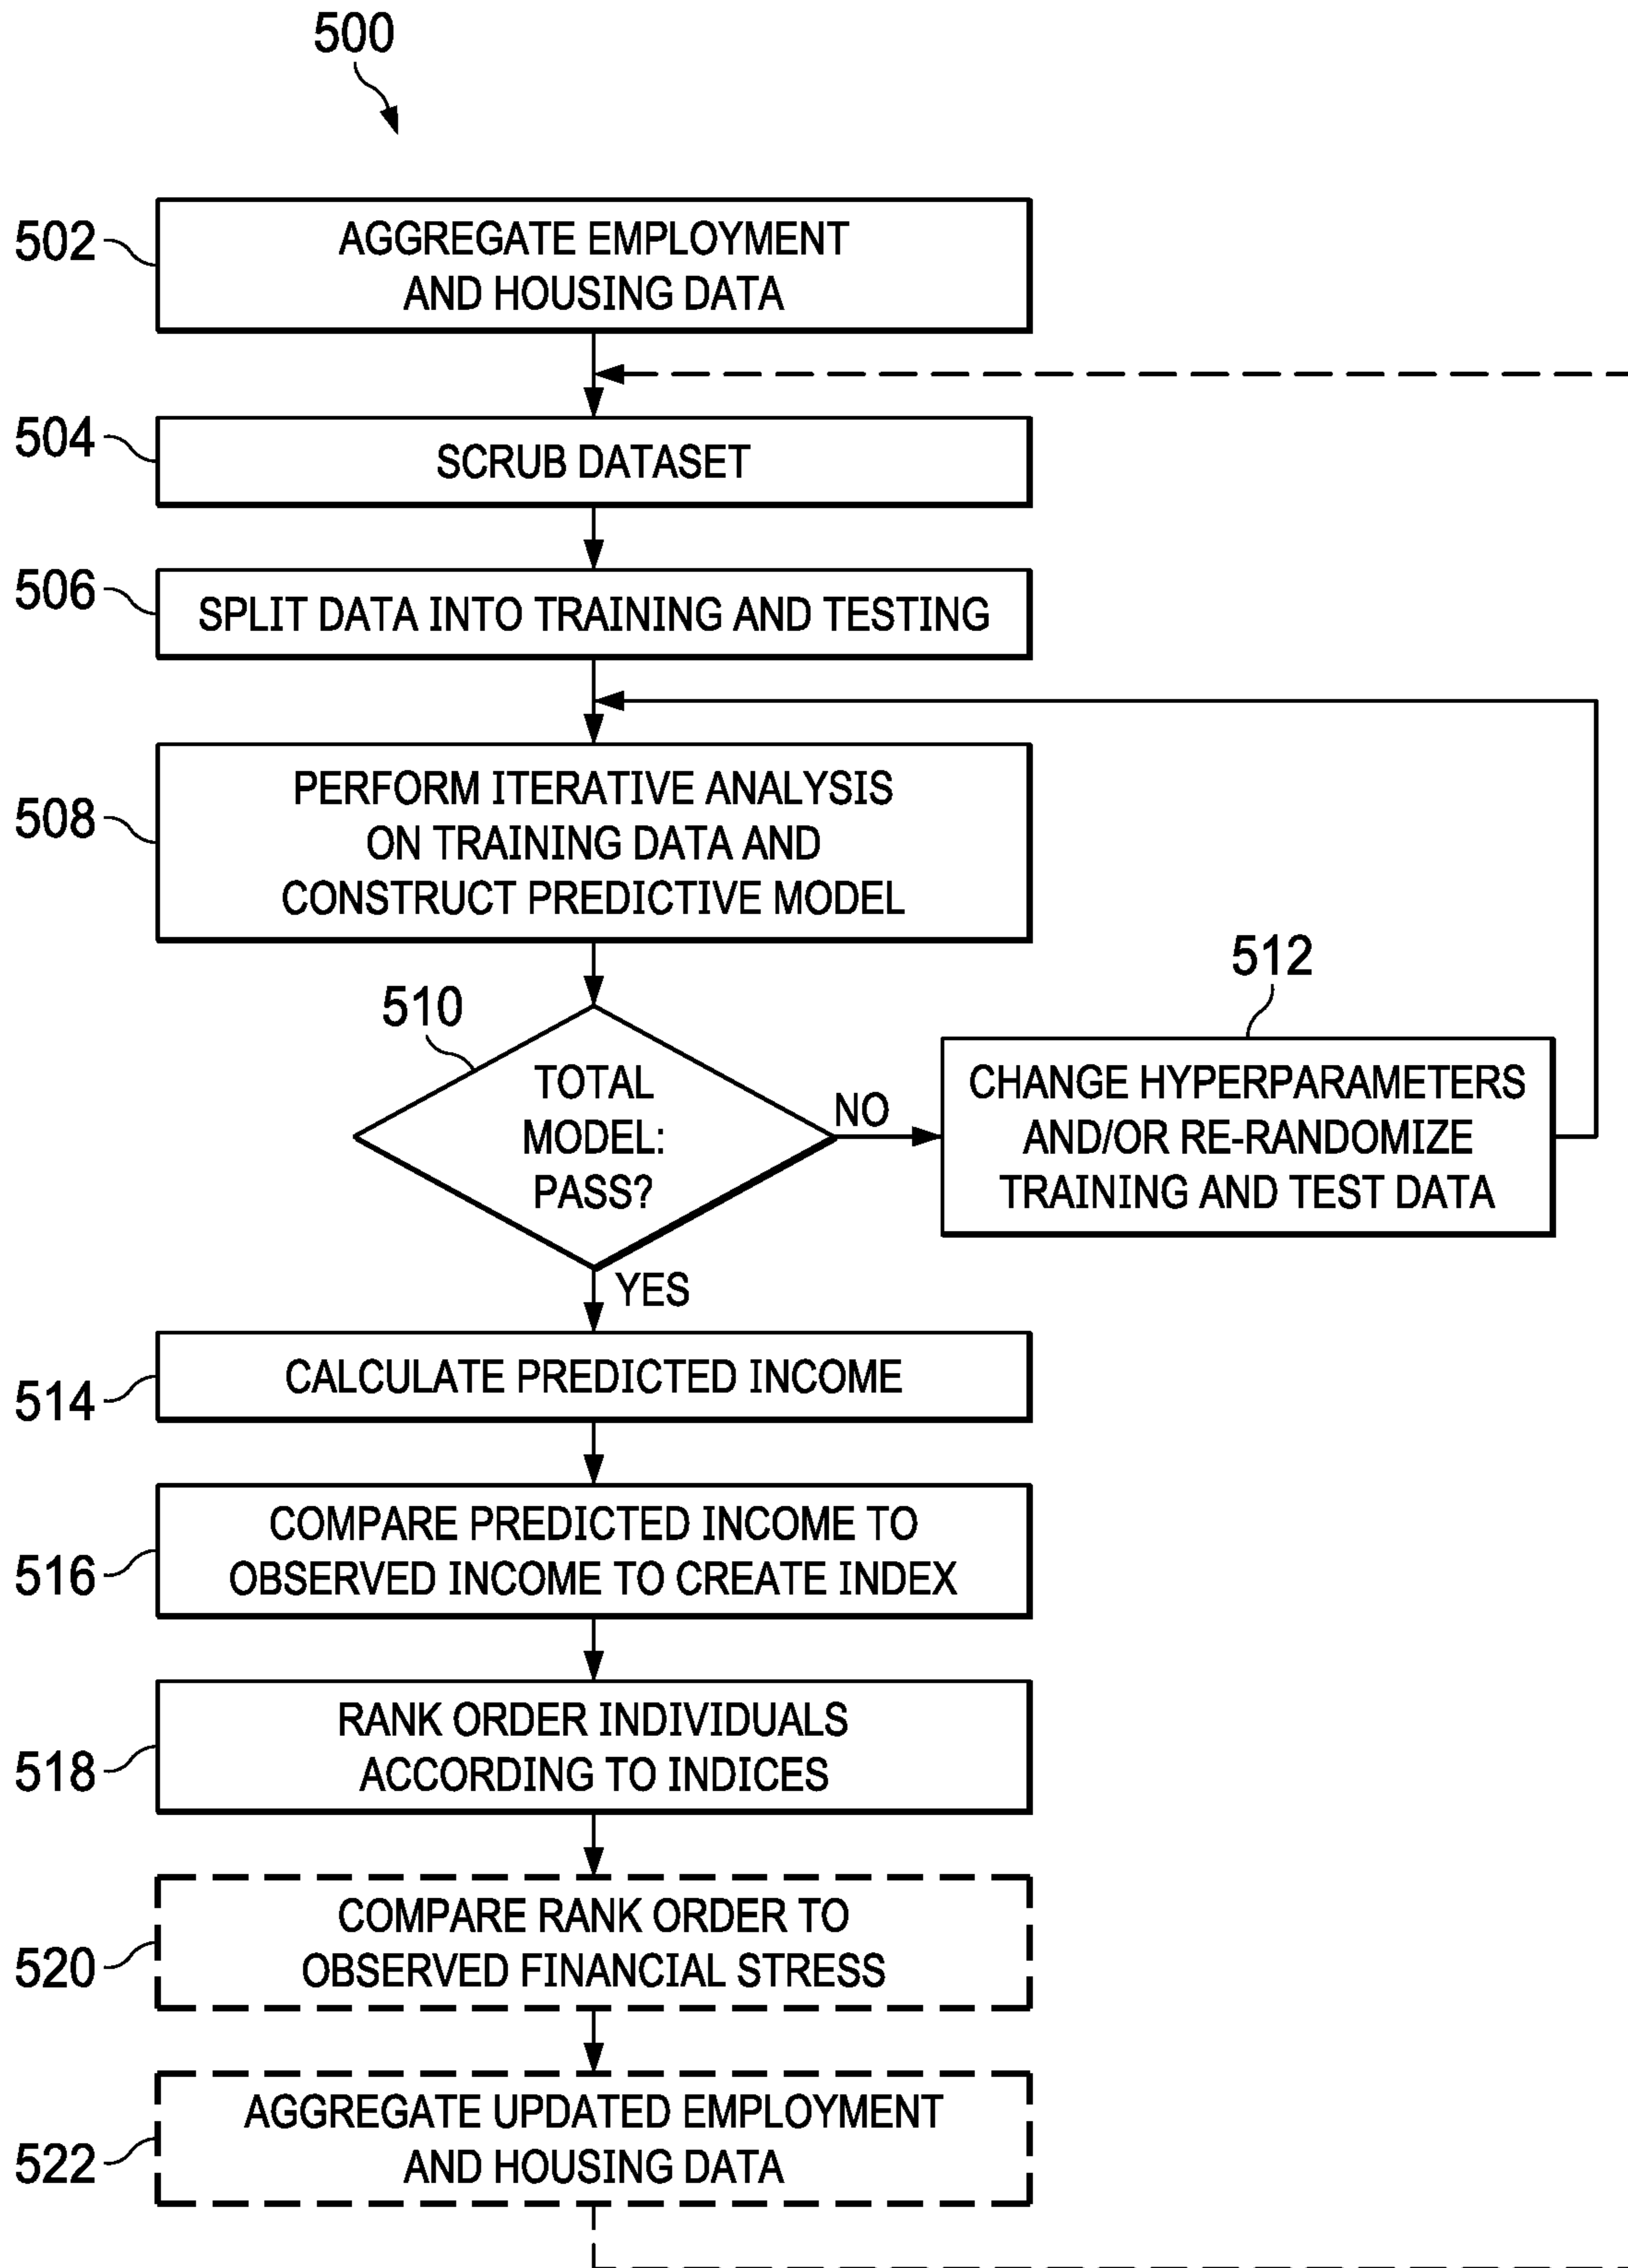 500
502
AGGREGATE EMPLOYMENT
AND HOUSING DATA
504
SCRUB DATASET
506
SPLIT DATA INTO TRAINING AND TESTING
508
PERFORM ITERATIVE ANALYSIS
ON TRAINING DATA AND
CONSTRUCT PREDICTIVE MODEL
510
TOTAL
MODEL:
PASS?
NO
512
CHANGE HYPERPARAMETERS
AND/OR RE-RANDOMIZE
TRAINING AND TEST DATA
YES
514
CALCULATE PREDICTED INCOME
516
COMPARE PREDICTED INCOME TO
OBSERVED INCOME TO CREATE INDEX
518
RANK ORDER INDIVIDUALS
ACCORDING TO INDICES
520
COMPARE RANK ORDER TO
OBSERVED FINANCIAL STRESS
522
AGGREGATE UPDATED EMPLOYMENT
AND HOUSING DATA